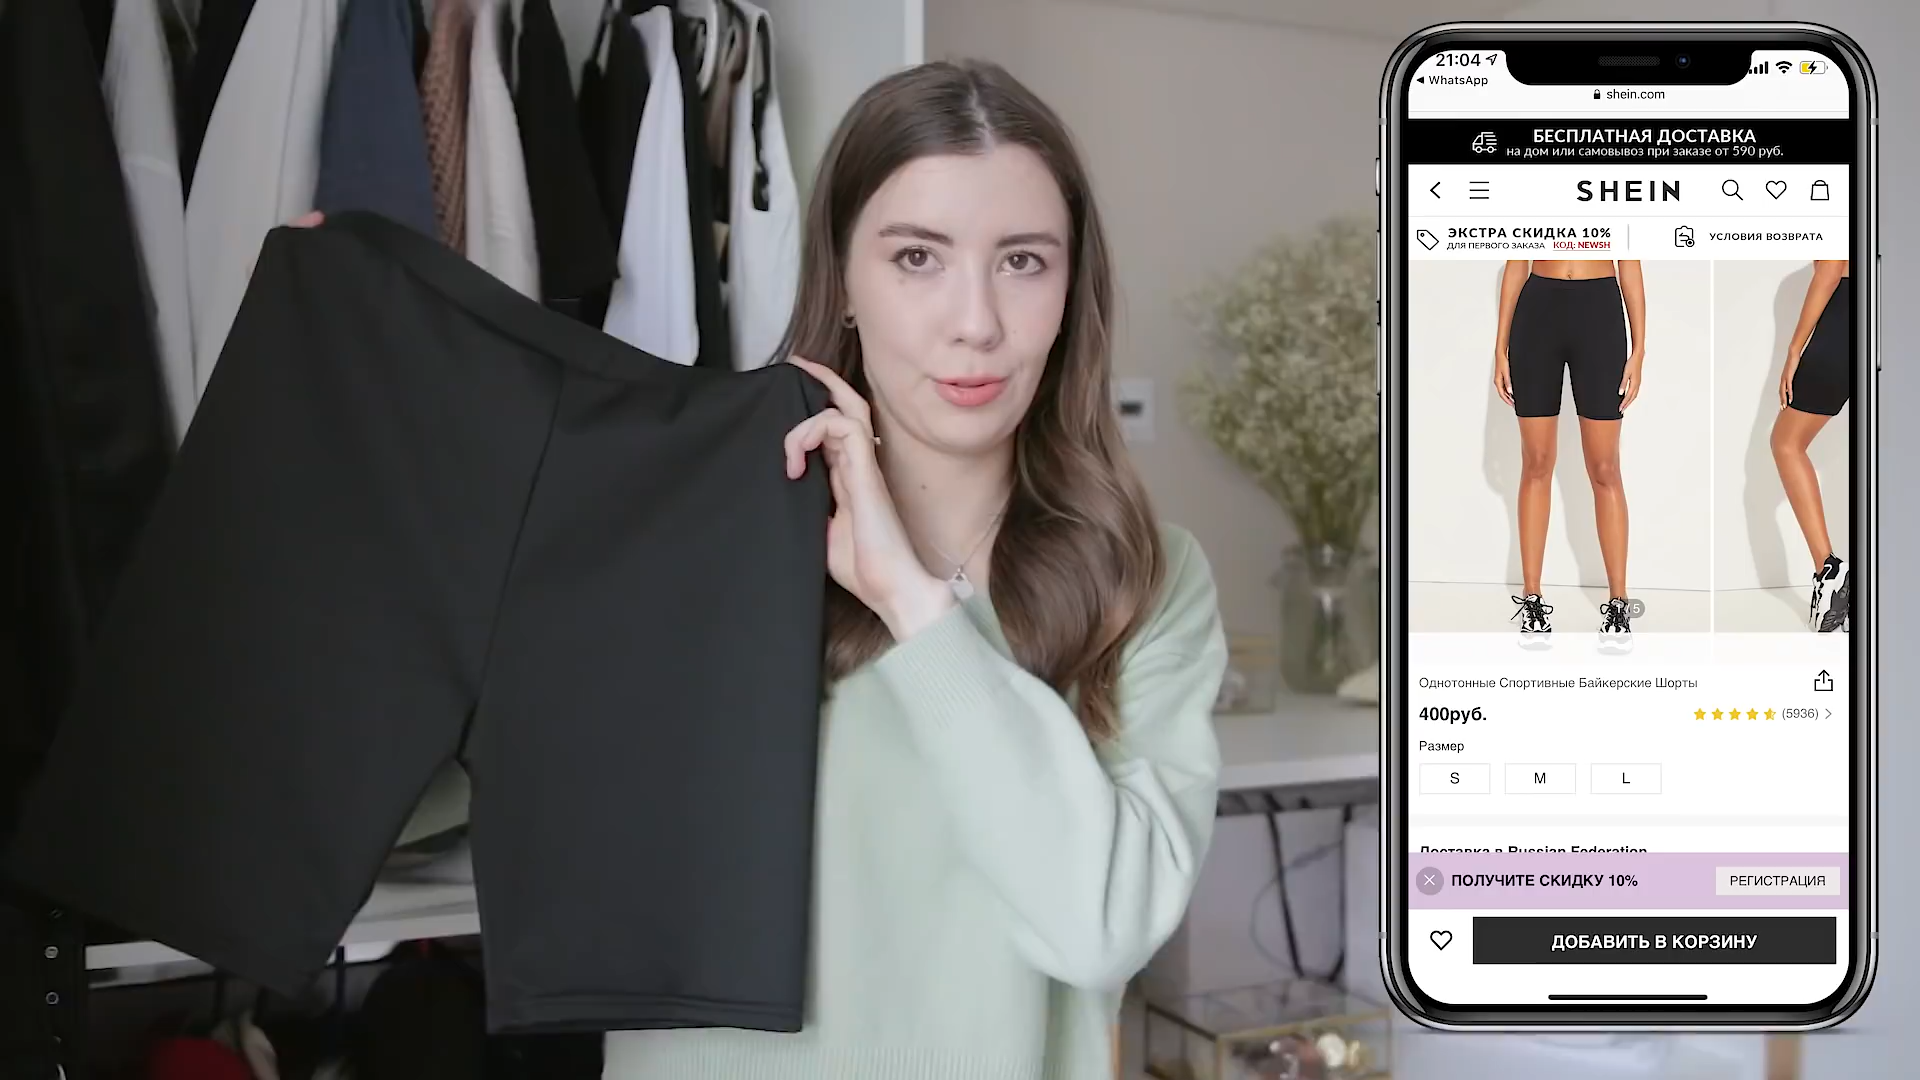 21:04
WhatsApp
shein.com
БЕСПЛАТНАЯ ДОСТАВКА
на дом или самовывоз при заказе от 590 руб.
SHEIN
ЭКСТРА СКИДКА 10%
ДЛЯ ПЕРВОГО ЗАКАЗА КОД: NEWSH
УСЛОВИЯ ВОЗВРАТА
1/5
Однотонные Спортивные Байкерские Шорты
400руб.
(5936)
Размер
S M L
Доставка в Russian Federation
ПОЛУЧИТЕ СКИДКУ 10%
РЕГИСТРАЦИЯ
ДОБАВИТЬ В КОРЗИНУ